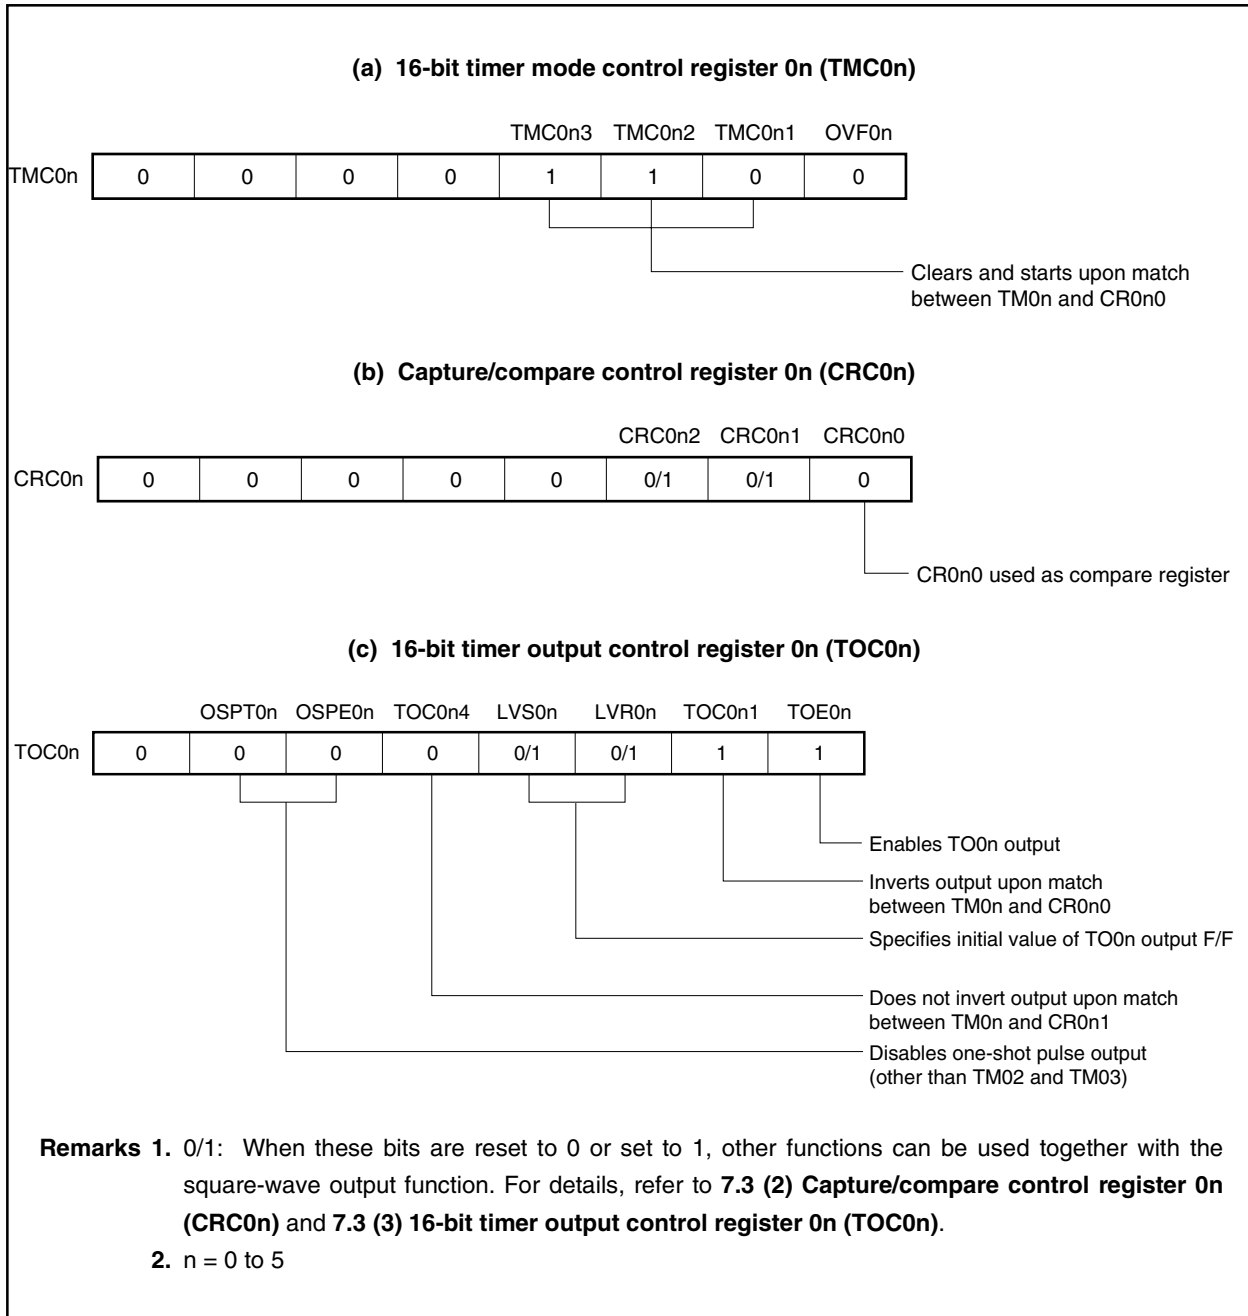 (a) 16-bit timer mode control register 0n (TMC0n)
TMC0n3 TMC0n2 TMC0n1 OVF0n
TMC0n 0 0 0 0 1 1 0 0
Clears and starts upon match
between TM0n and CR0n0
(b) Capture/compare control register 0n (CRC0n)
CRC0n2 CRC0n1 CRC0n0
CRC0n 0 0 0 0 0 0/1 0/1 0
CR0n0 used as compare register
(c) 16-bit timer output control register 0n (TOC0n)
OSPT0n OSPE0n TOC0n4 LVS0n LVR0n TOC0n1 TOE0n
TOC0n 0 0 0 0 0/1 0/1 1 1
Enables TO0n output
Inverts output upon match
between TM0n and CR0n0
Specifies initial value of TO0n output F/F
Does not invert output upon match
between TM0n and CR0n1
Disables one-shot pulse output
(other than TM02 and TM03)
Remarks 1. 0/1: When these bits are reset to 0 or set to 1, other functions can be used together with the
square-wave output function. For details, refer to 7.3 (2) Capture/compare control register 0n
(CRC0n) and 7.3 (3) 16-bit timer output control register 0n (TOC0n).
2. n = 0 to 5